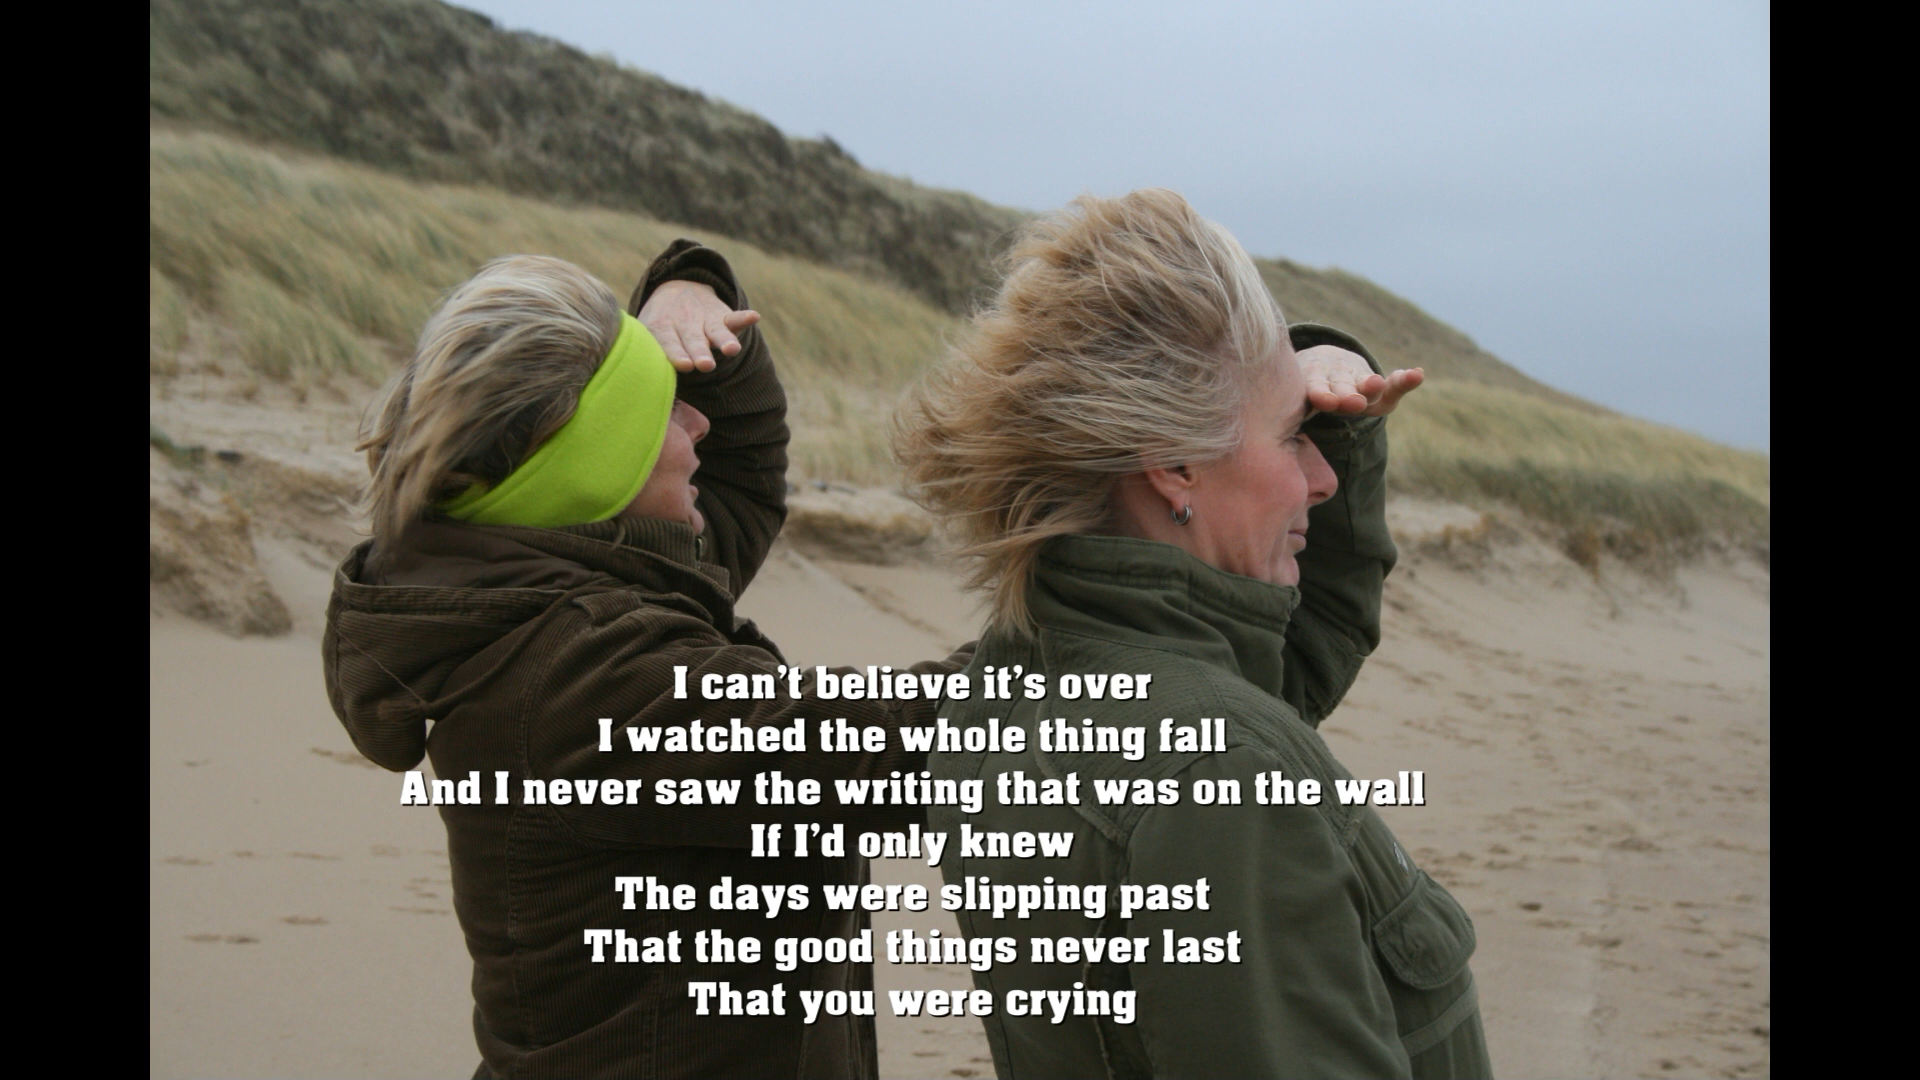 I can't believe it's over
I watched the whole thing fall
And I never saw the writing that was on the wall
If I'd only knew
The days were slipping past
That the good things never last
That you were crying